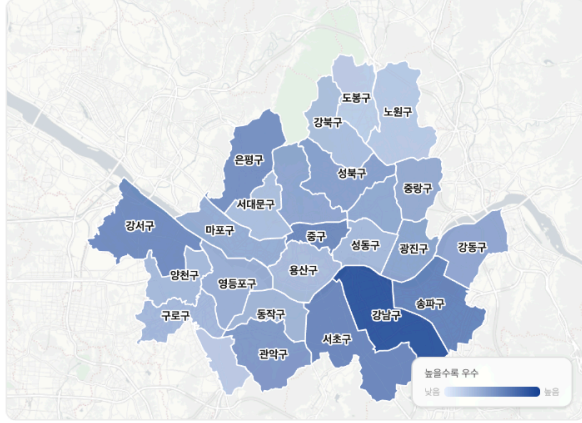 도봉구
노원구
강북구
은평구
성북구
중랑구
서대문구
강서구
마포구
중구
성동구
광진구
강동구
양천구
영등포구
용산구
송파구
구로구
동작구
강남구
서초구
관악구
높을수록 우수
낮음 높음